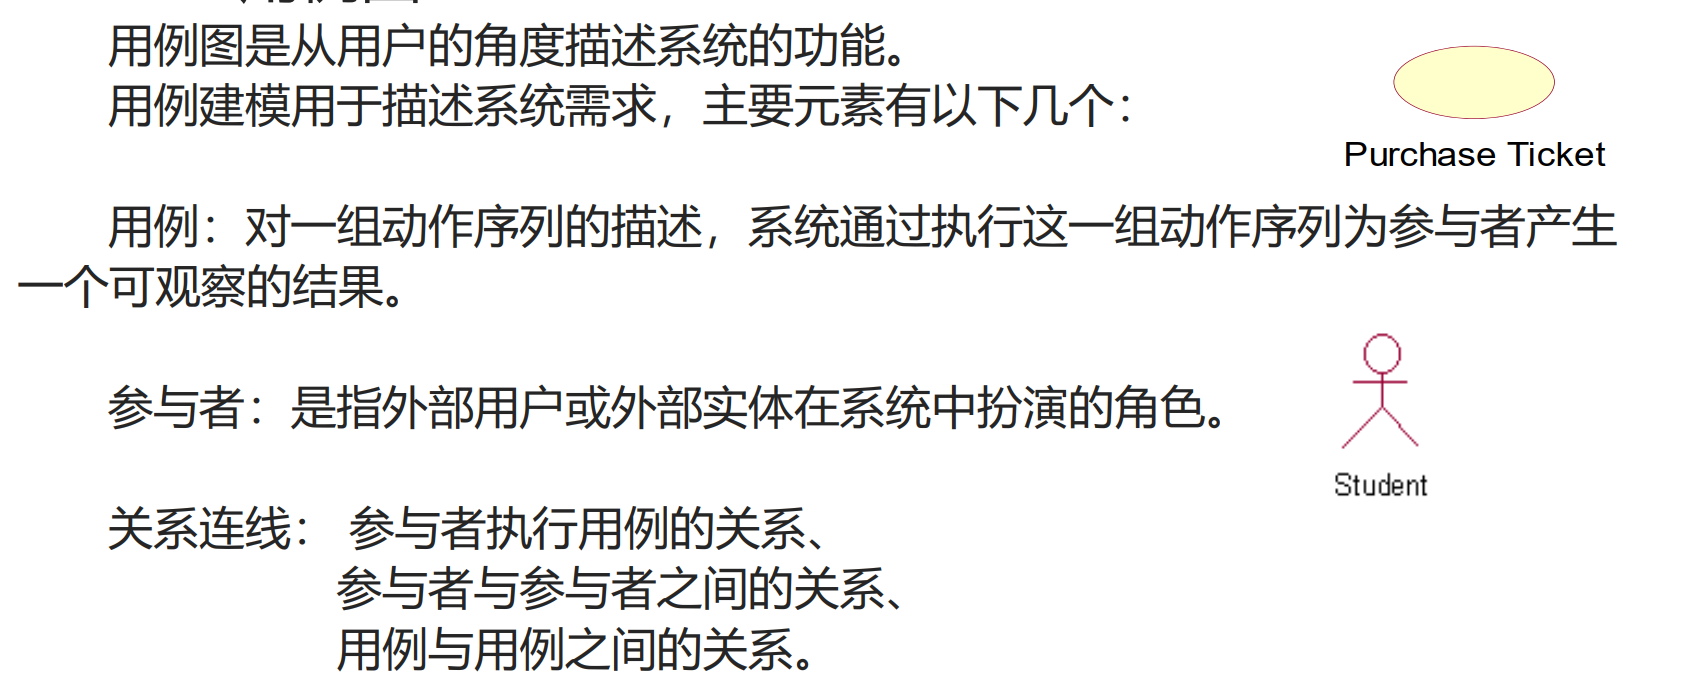 用例图是从用户的角度描述系统的功能。
用例建模用于描述系统需求，主要元素有以下几个：
Purchase Ticket
用例：对一组动作序列的描述，系统通过执行这一组动作序列为参与者产生
一个可观察的结果。
参与者：是指外部用户或外部实体在系统中扮演的角色。
Student
关系连线： 参与者执行用例的关系、
参与者与参与者之间的关系、
用例与用例之间的关系。